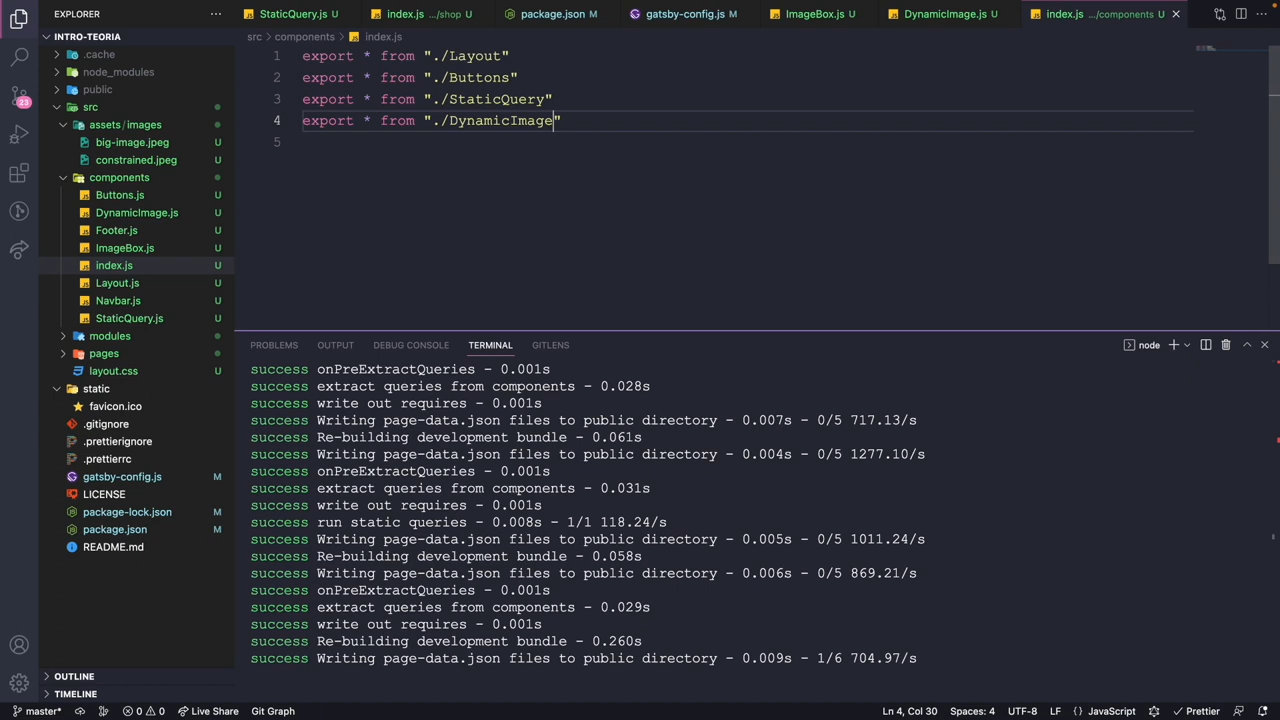 EXPLORER
StaticQuery.js U
index.js .../shop U
package.json M
gatsby-config.js M
ImageBox.js U
DynamicImage.js U
index.js .../components U
INTRO-TEORIA
.cache
node_modules
public
src
assets/images
big-image.jpeg U
constrained.jpeg U
components
Buttons.js U
DynamicImage.js U
Footer.js U
ImageBox.js U
index.js U
Layout.js U
Navbar.js U
StaticQuery.js U
modules
pages
layout.css U
static
favicon.ico
.gitignore
.prettierignore
.prettierrc
gatsby-config.js M
LICENSE
package-lock.json M
package.json M
README.md
OUTLINE
TIMELINE
23
src > components > index.js
1 export * from "./Layout"
2 export * from "./Buttons"
3 export * from "./StaticQuery"
4 export * from "./DynamicImage"
5
PROBLEMS OUTPUT DEBUG CONSOLE TERMINAL GITLENS
node
success onPreExtractQueries - 0.001s
success extract queries from components - 0.028s
success write out requires - 0.001s
success Writing page-data.json files to public directory - 0.007s - 0/5 717.13/s
success Re-building development bundle - 0.061s
success Writing page-data.json files to public directory - 0.004s - 0/5 1277.10/s
success onPreExtractQueries - 0.001s
success extract queries from components - 0.031s
success write out requires - 0.001s
success run static queries - 0.008s - 1/1 118.24/s
success Writing page-data.json files to public directory - 0.005s - 0/5 1011.24/s
success Re-building development bundle - 0.058s
success Writing page-data.json files to public directory - 0.006s - 0/5 869.21/s
success onPreExtractQueries - 0.001s
success extract queries from components - 0.029s
success write out requires - 0.001s
success Re-building development bundle - 0.260s
success Writing page-data.json files to public directory - 0.009s - 1/6 704.97/s
master* 0 0 Live Share Git Graph Ln 4, Col 30 Spaces: 4 UTF-8 LF {} JavaScript Prettier